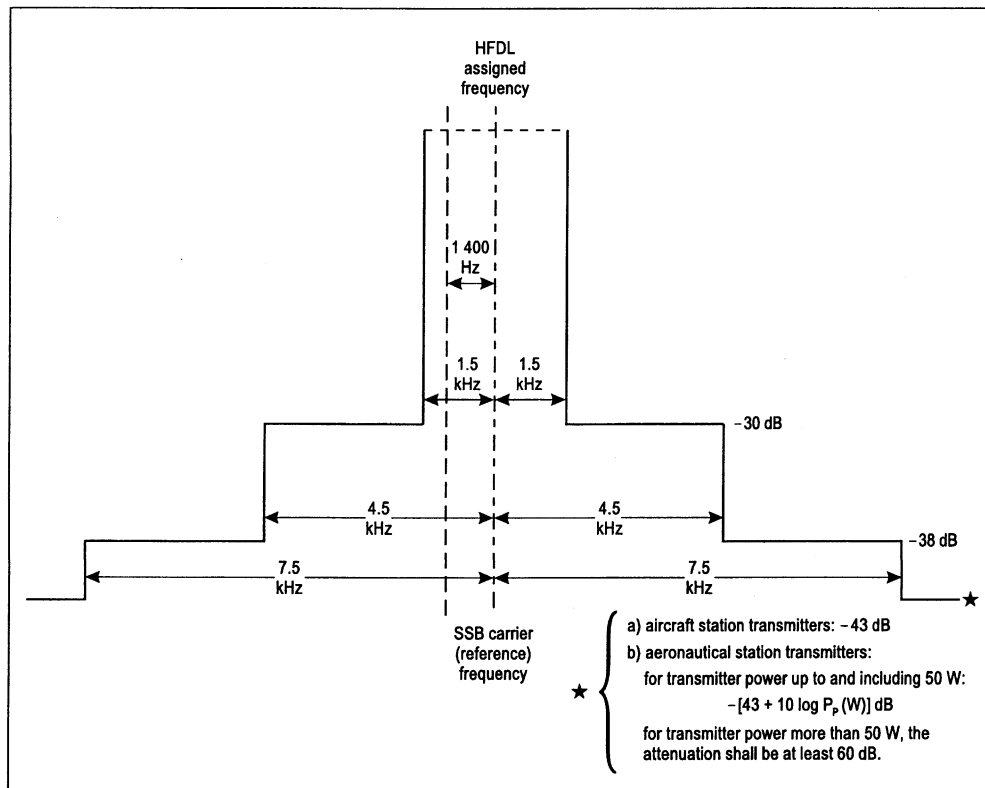 HFDL
assigned
frequency
1 400
Hz
1.5
kHz
1.5
kHz
–30 dB
4.5
kHz
4.5
kHz
–38 dB
7.5
kHz
7.5
kHz
★
SSB carrier
(reference)
frequency
★
a) aircraft station transmitters: –43 dB
b) aeronautical station transmitters:
for transmitter power up to and including 50 W:
–[43 + 10 log Pₚ (W)] dB
for transmitter power more than 50 W, the
attenuation shall be at least 60 dB.